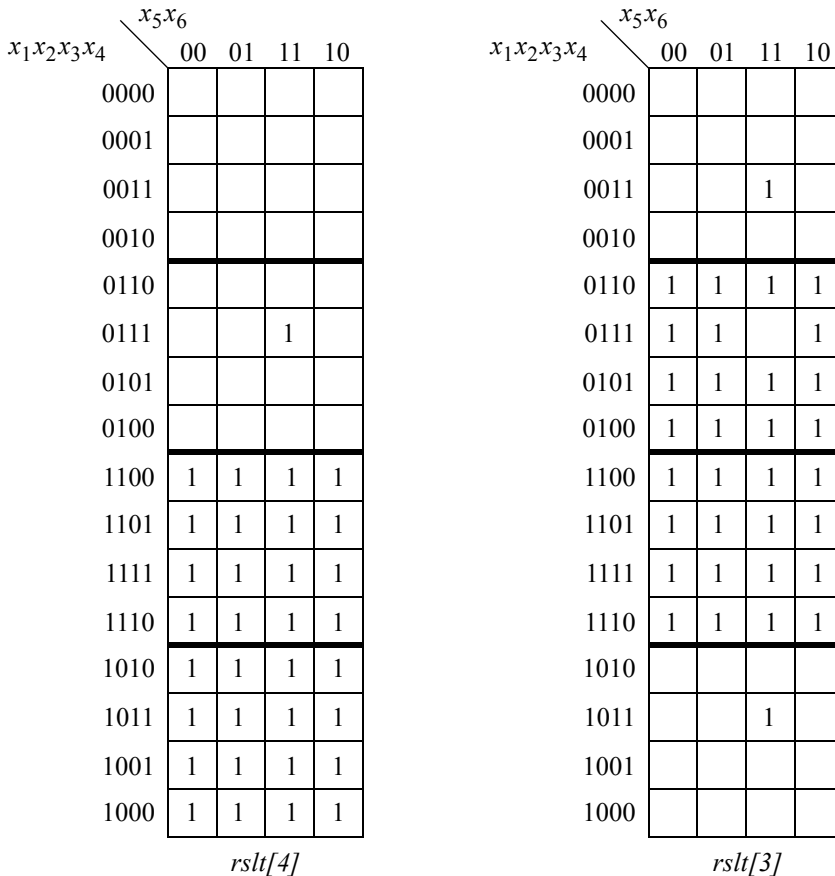 x5x6 x5x6
x1x2x3x4 00 01 11 10 x1x2x3x4 00 01 11 10
0000 0000
0001 0001
0011 0011 1
0010 0010
0110 0110 1 1 1 1
0111 1 0111 1 1 1
0101 0101 1 1 1 1
0100 0100 1 1 1 1
1100 1 1 1 1 1100 1 1 1 1
1101 1 1 1 1 1101 1 1 1 1
1111 1 1 1 1 1111 1 1 1 1
1110 1 1 1 1 1110 1 1 1 1
1010 1 1 1 1 1010
1011 1 1 1 1 1011 1
1001 1 1 1 1 1001
1000 1 1 1 1 1000
rslt[4] rslt[3]